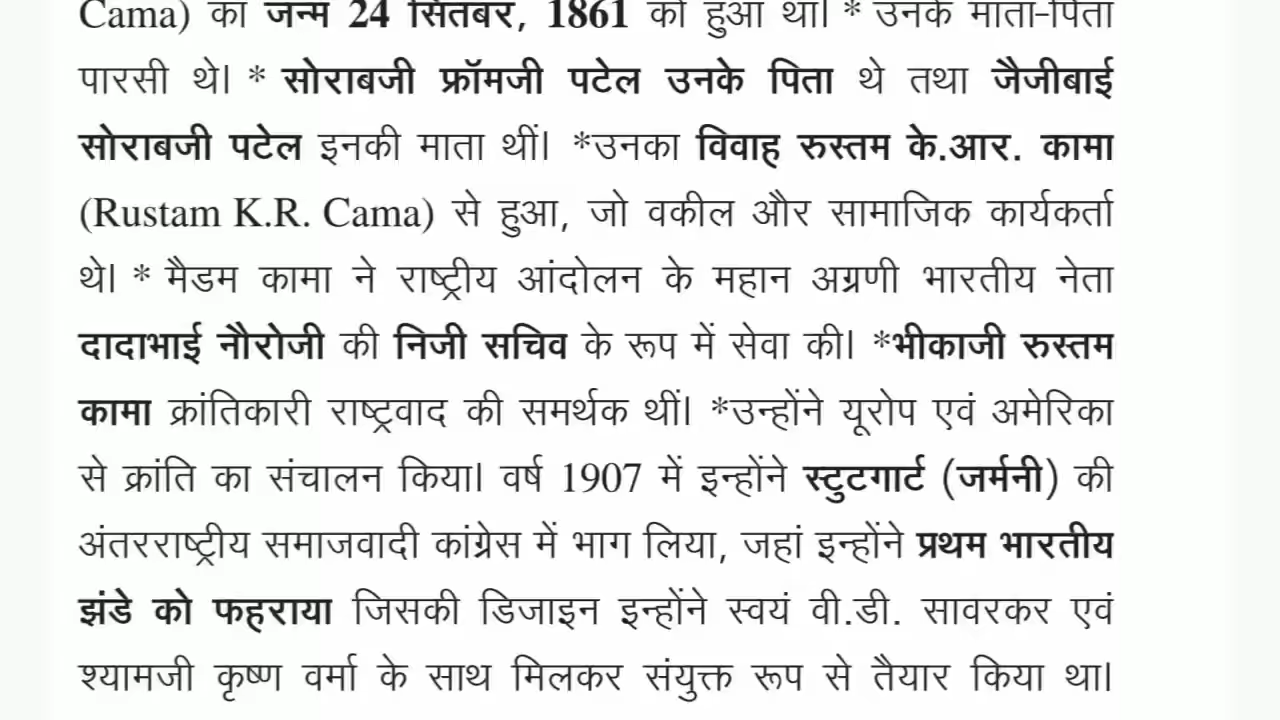 Cama) का जन्म 24 सितंबर, 1861 को हुआ था। * उनके माता-पिता
पारसी थे। * सोराबजी फ्रॉमजी पटेल उनके पिता थे तथा जैजीबाई
सोराबजी पटेल इनकी माता थीं। *उनका विवाह रुस्तम के.आर. कामा
(Rustam K.R. Cama) से हुआ, जो वकील और सामाजिक कार्यकर्ता
थे। * मैडम कामा ने राष्ट्रीय आंदोलन के महान अग्रणी भारतीय नेता
दादाभाई नौरोजी की निजी सचिव के रूप में सेवा की। *भीकाजी रुस्तम
कामा क्रांतिकारी राष्ट्रवाद की समर्थक थीं। *उन्होंने यूरोप एवं अमेरिका
से क्रांति का संचालन किया। वर्ष 1907 में इन्होंने स्टुटगार्ट (जर्मनी) की
अंतरराष्ट्रीय समाजवादी कांग्रेस में भाग लिया, जहां इन्होंने प्रथम भारतीय
झंडे को फहराया जिसकी डिजाइन इन्होंने स्वयं वी.डी. सावरकर एवं
श्यामजी कृष्ण वर्मा के साथ मिलकर संयुक्त रूप से तैयार किया था।